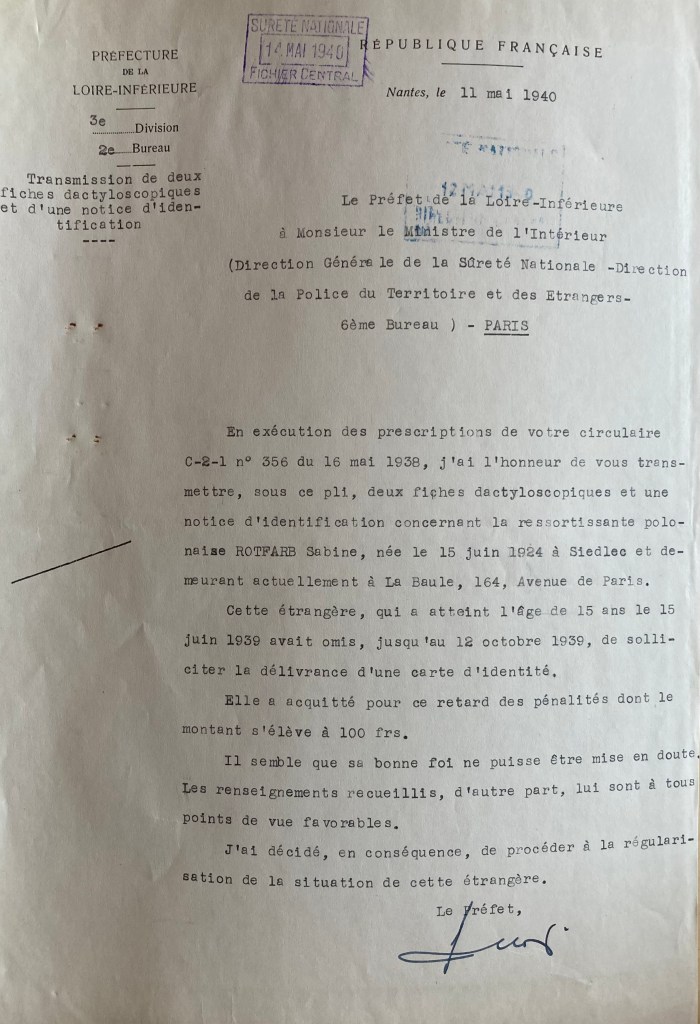 SURETÉ NATIONALE
14 MAI 1940
FICHIER CENTRAL
RÉPUBLIQUE FRANÇAISE
PRÉFECTURE
DE LA
LOIRE-INFÉRIEURE
3e Division
2e Bureau
Transmission de deux
fiches dactyloscopiques
et d'une notice d'iden-
tification
Nantes, le 11 mai 1940
Le Préfet de la Loire-Inférieure
à Monsieur le Ministre de l'Intérieur
(Direction Générale de la Sûreté Nationale -Direction
de la Police du Territoire et des Etrangers-
6ème Bureau ) - PARIS
En exécution des prescriptions de votre circulaire
C-2-1 n° 356 du 16 mai 1938, j'ai l'honneur de vous trans-
mettre, sous ce pli, deux fiches dactyloscopiques et une
notice d'identification concernant la ressortissante polo-
naise ROTFARB Sabine, née le 15 juin 1924 à Siedlec et de-
meurant actuellement à La Baule, 164, Avenue de Paris.
Cette étrangère, qui a atteint l'âge de 15 ans le 15
juin 1939 avait omis, jusqu'au 12 octobre 1939, de solli-
citer la délivrance d'une carte d'identité.
Elle a acquitté pour ce retard des pénalités dont le
montant s'élève à 100 frs.
Il semble que sa bonne foi ne puisse être mise en doute.
Les renseignements recueillis, d'autre part, lui sont à tous
points de vue favorables.
J'ai décidé, en conséquence, de procéder à la régulari-
sation de la situation de cette étrangère.
Le Préfet,